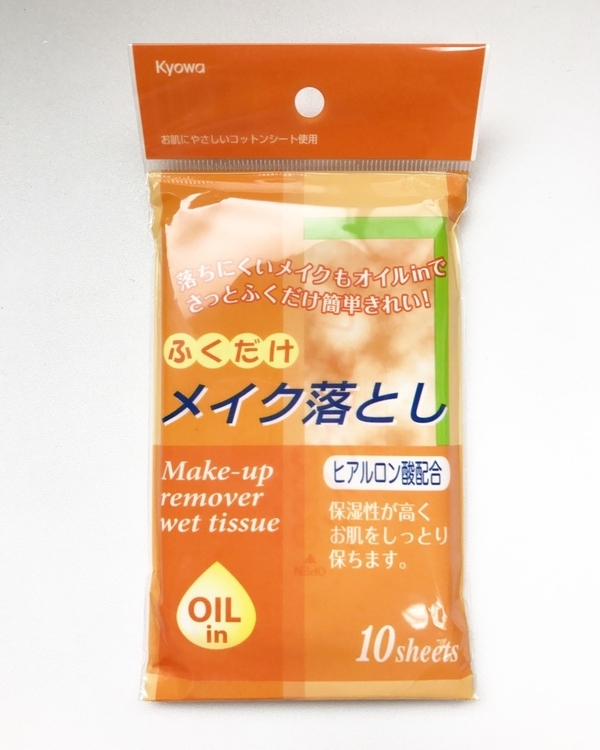 Kyowa
お肌にやさしいコットンシート使用
落ちにくいメイクもオイルinで
さっとふくだけ簡単きれい!
ふくだけ
メイク落とし
Make-up
remover
wet tissue
ヒアルロン酸配合
保湿性が高く
お肌をしっとり
保ちます。
OPEN
OIL
in
10 sheets